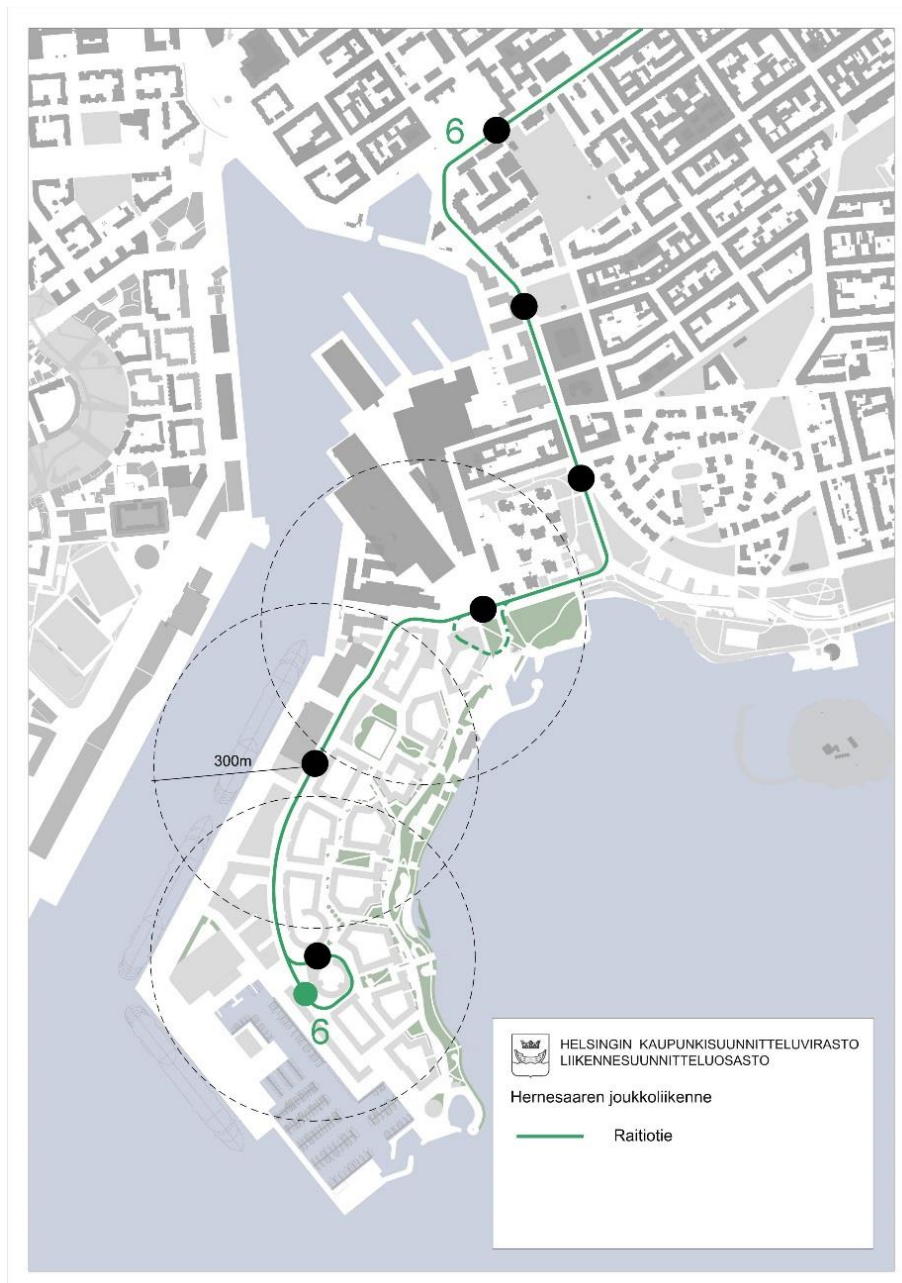 6
300m
6
HELSINGIN KAUPUNKISUUNNITTELUVIRASTO
LIIKENNESUUNNITTELUOSASTO
Hernesaaren joukkoliikenne
Raitiotie